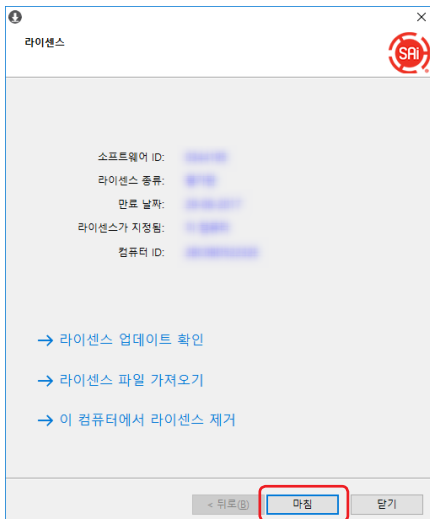 라이센스
SAi
소프트웨어 ID:
라이센스 종류:
만료 날짜:
라이센스가 지정됨:
컴퓨터 ID:
→ 라이센스 업데이트 확인
→ 라이센스 파일 가져오기
→ 이 컴퓨터에서 라이센스 제거
< 뒤로(B) 마침 닫기